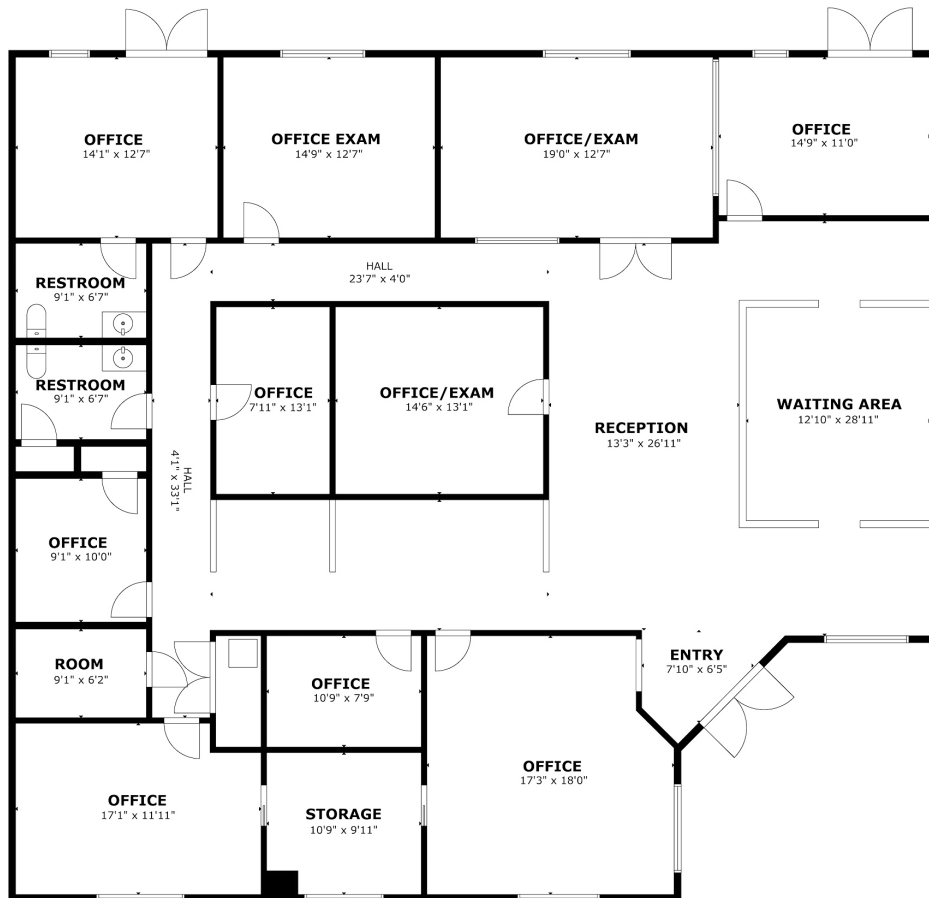 OFFICE
14'1" x 12'7"
OFFICE EXAM
14'9" x 12'7"
OFFICE/EXAM
19'0" x 12'7"
OFFICE
14'9" x 11'0"
RESTROOM
9'1" x 6'7"
HALL
23'7" x 4'0"
RESTROOM
9'1" x 6'7"
OFFICE
7'11" x 13'1"
OFFICE/EXAM
14'6" x 13'1"
RECEPTION
13'3" x 26'11"
WAITING AREA
12'10" x 28'11"
HALL
4'1" x 33'1"
OFFICE
9'1" x 10'0"
ROOM
9'1" x 6'2"
OFFICE
10'9" x 7'9"
ENTRY
7'10" x 6'5"
OFFICE
17'1" x 11'11"
STORAGE
10'9" x 9'11"
OFFICE
17'3" x 18'0"